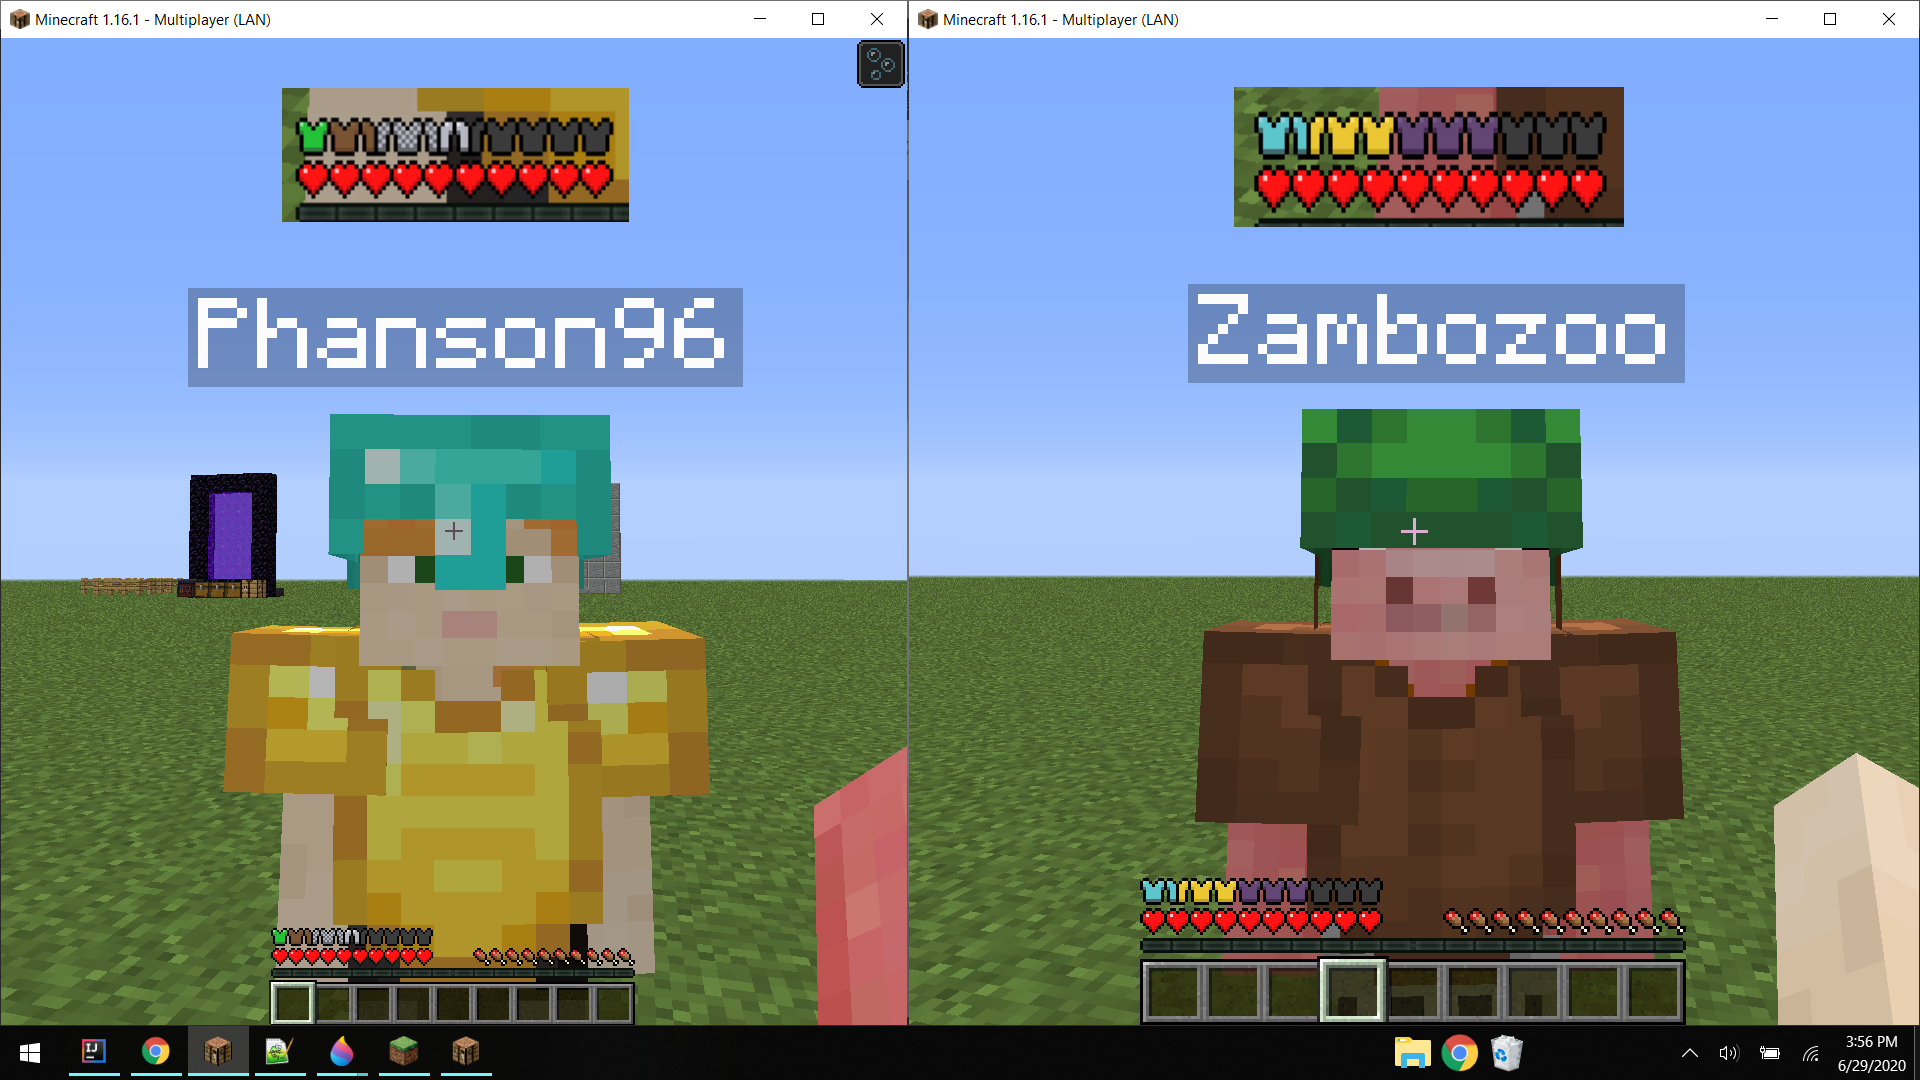 Minecraft 1.16.1 - Multiplayer (LAN)
Minecraft 1.16.1 - Multiplayer (LAN)
Phanson96
Zambozoo
IJ
3:56 PM
6/29/2020